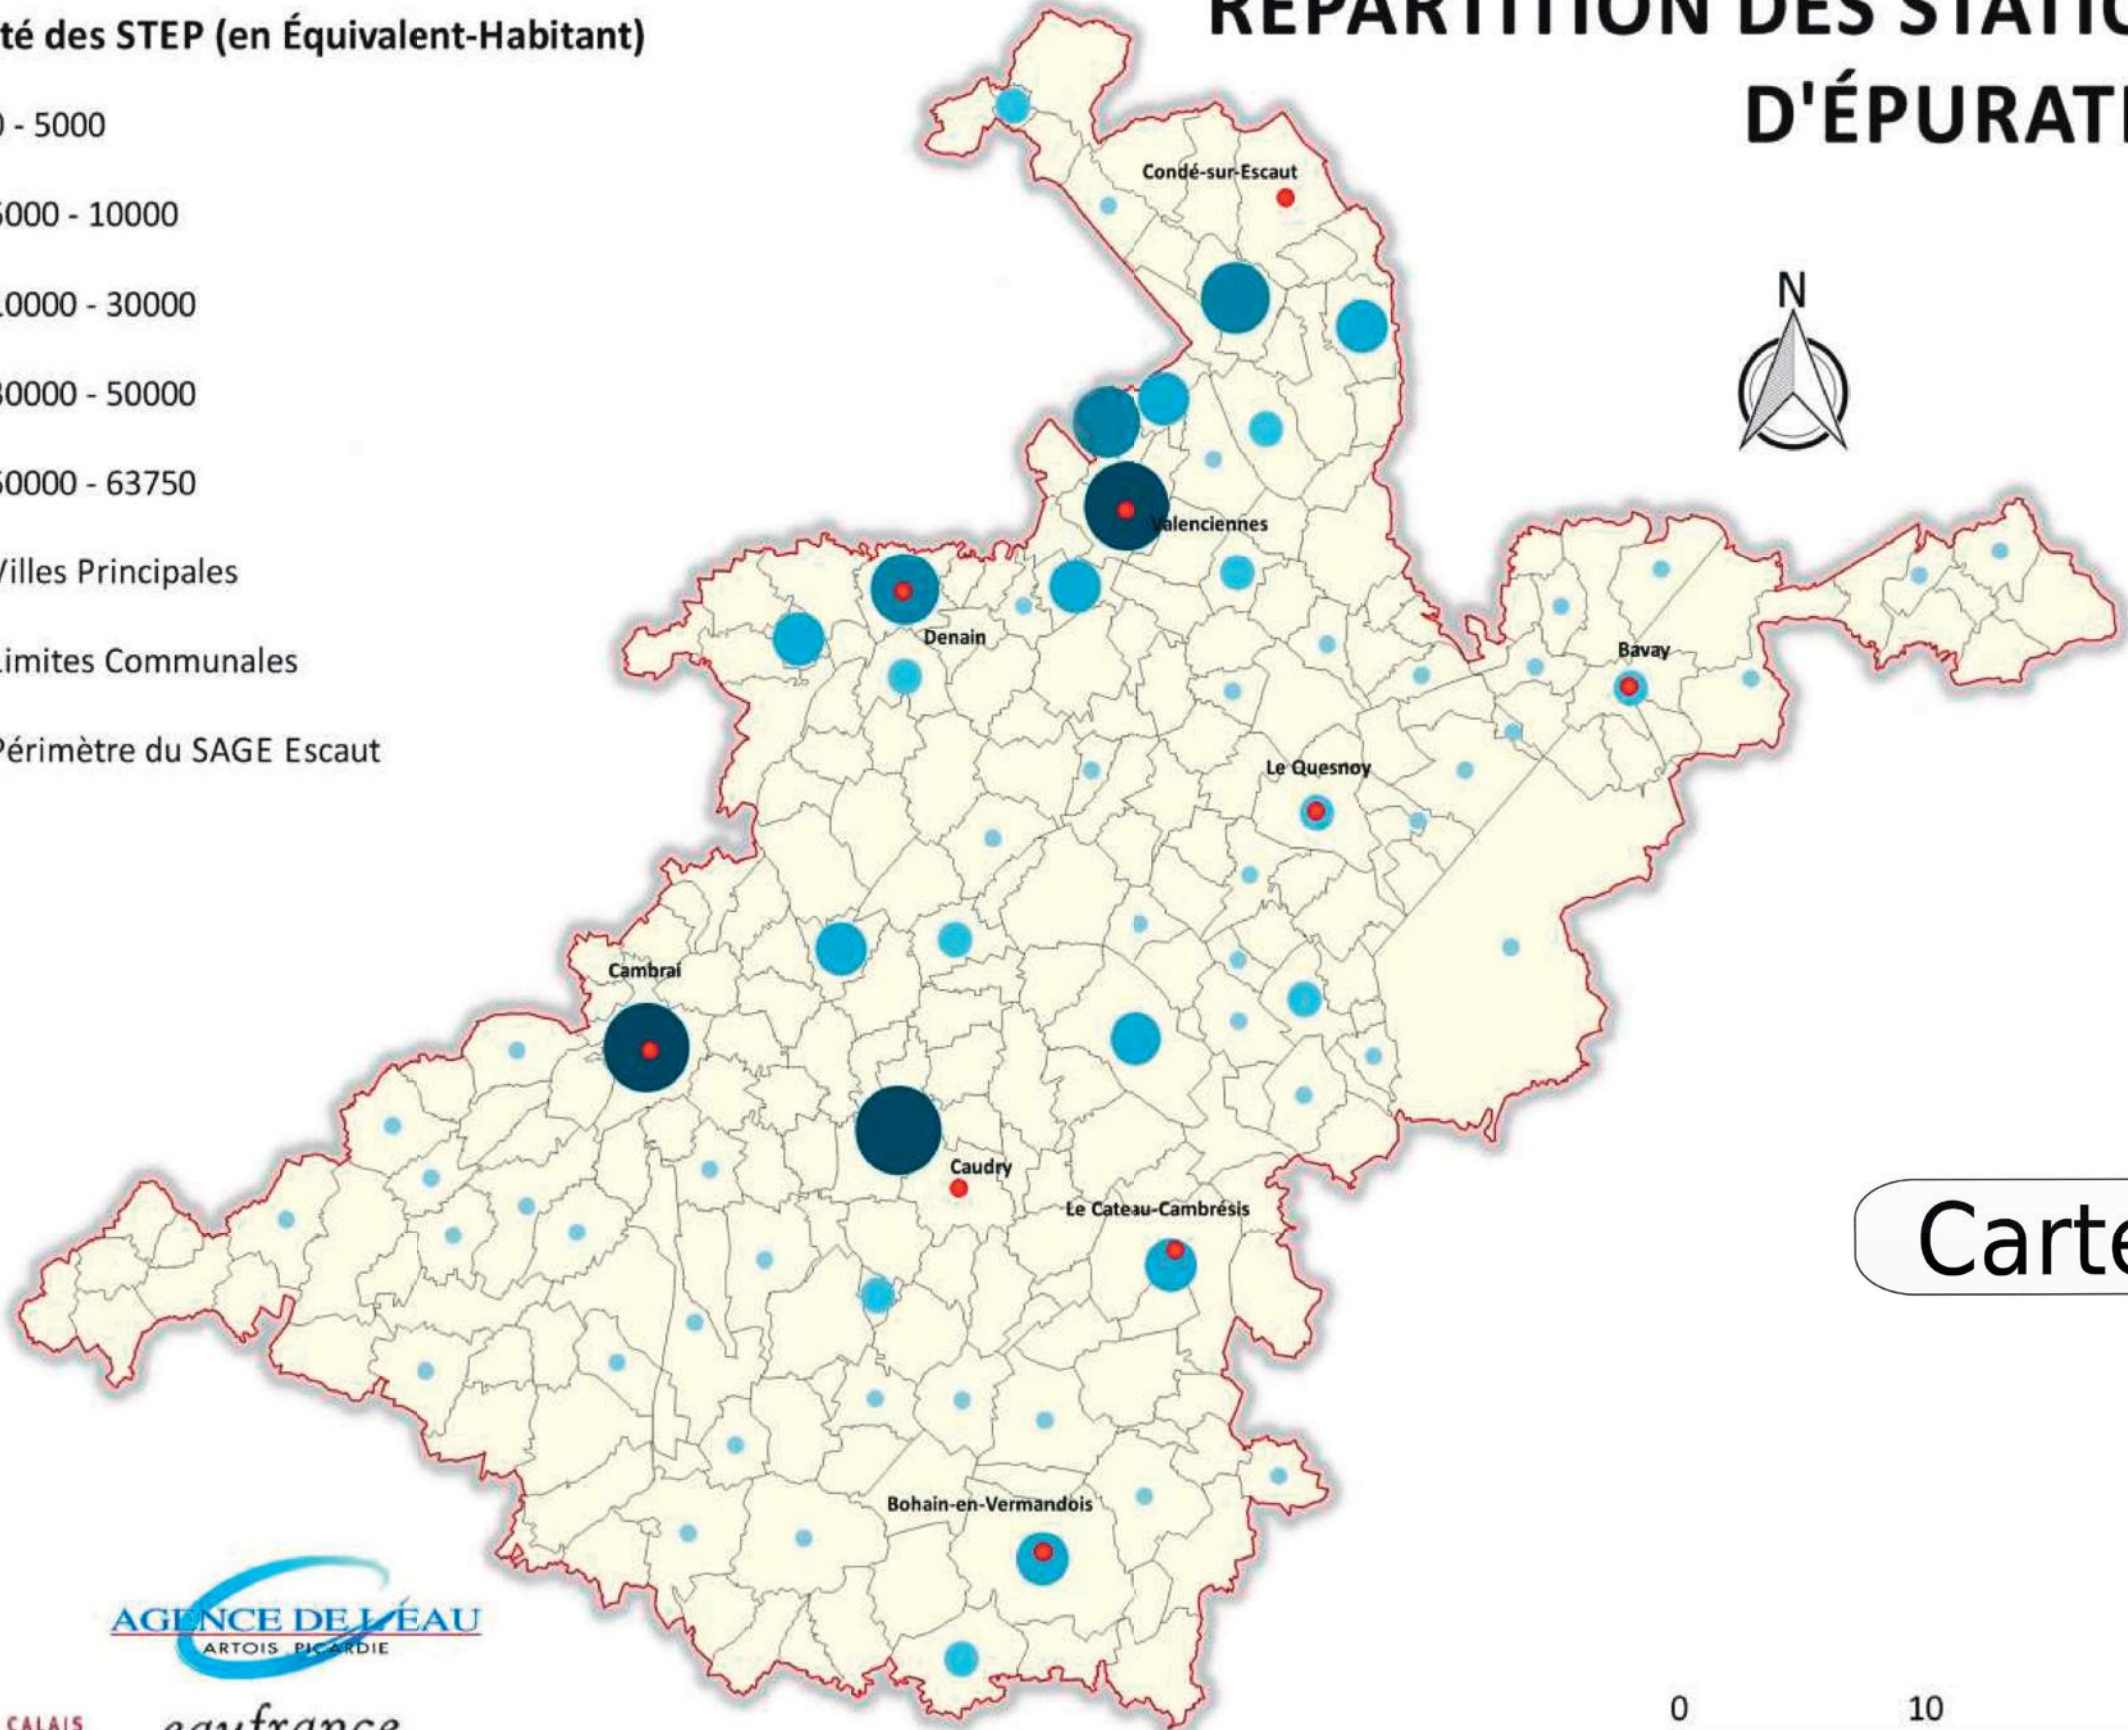 té des STEP (en Équivalent-Habitant)
0 - 5000
5000 - 10000
10000 - 30000
30000 - 50000
50000 - 63750
Villes Principales
Limites Communales
Périmètre du SAGE Escaut
RÉPARTITION DES STATIO
D'ÉPURATI
N
Condé-sur-Escaut
Valenciennes
Denain
Bavay
Le Quesnoy
Cambrai
Caudry
Le Cateau-Cambrésis
Bohain-en-Vermandois
Carte
AGENCE DE L'EAU
ARTOIS PICARDIE
CALAIS
eaufrance
0 10